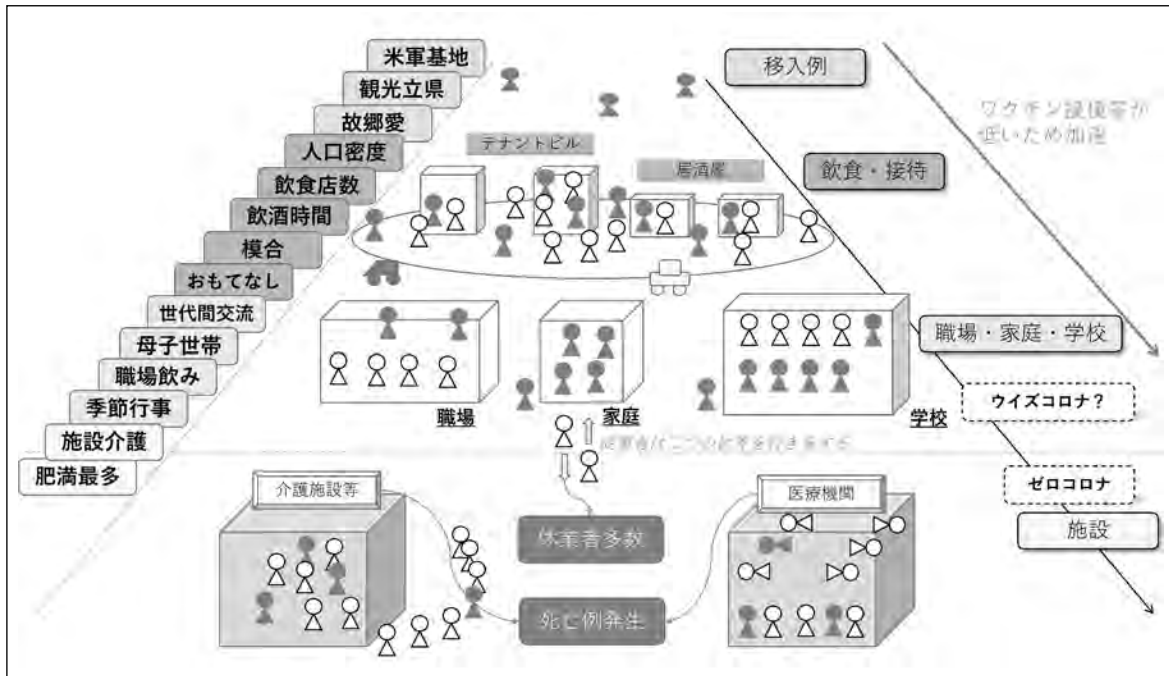 米軍基地
観光立県
故郷愛
人口密度
飲食店数
飲酒時間
模合
おもてなし
世代間交流
母子世帯
職場飲み
季節行事
施設介護
肥満最多
テナントビル
居酒屋
職場
家庭
学校
介護施設等
医療機関
休業者多数
死亡例発生
移入例
飲食・接待
職場・家庭・学校
ウイズコロナ?
ゼロコロナ
施設
ワクチン接種等が
低いため加速